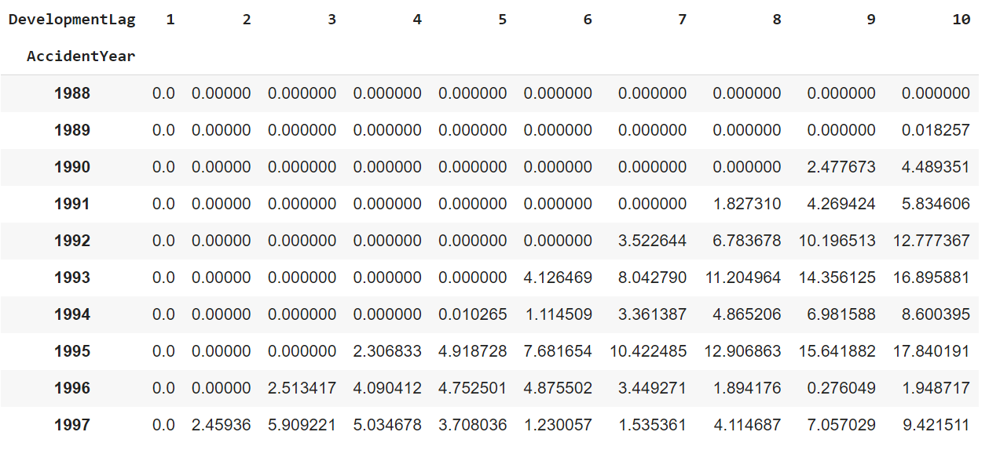 DevelopmentLag 1 2 3 4 5 6 7 8 9 10
AccidentYear
1988 0.0 0.00000 0.000000 0.000000 0.000000 0.000000 0.000000 0.000000 0.000000 0.000000
1989 0.0 0.00000 0.000000 0.000000 0.000000 0.000000 0.000000 0.000000 0.000000 0.018257
1990 0.0 0.00000 0.000000 0.000000 0.000000 0.000000 0.000000 0.000000 2.477673 4.489351
1991 0.0 0.00000 0.000000 0.000000 0.000000 0.000000 0.000000 1.827310 4.269424 5.834606
1992 0.0 0.00000 0.000000 0.000000 0.000000 0.000000 3.522644 6.783678 10.196513 12.777367
1993 0.0 0.00000 0.000000 0.000000 0.000000 4.126469 8.042790 11.204964 14.356125 16.895881
1994 0.0 0.00000 0.000000 0.000000 0.010265 1.114509 3.361387 4.865206 6.981588 8.600395
1995 0.0 0.00000 0.000000 2.306833 4.918728 7.681654 10.422485 12.906863 15.641882 17.840191
1996 0.0 0.00000 2.513417 4.090412 4.752501 4.875502 3.449271 1.894176 0.276049 1.948717
1997 0.0 2.45936 5.909221 5.034678 3.708036 1.230057 1.535361 4.114687 7.057029 9.421511